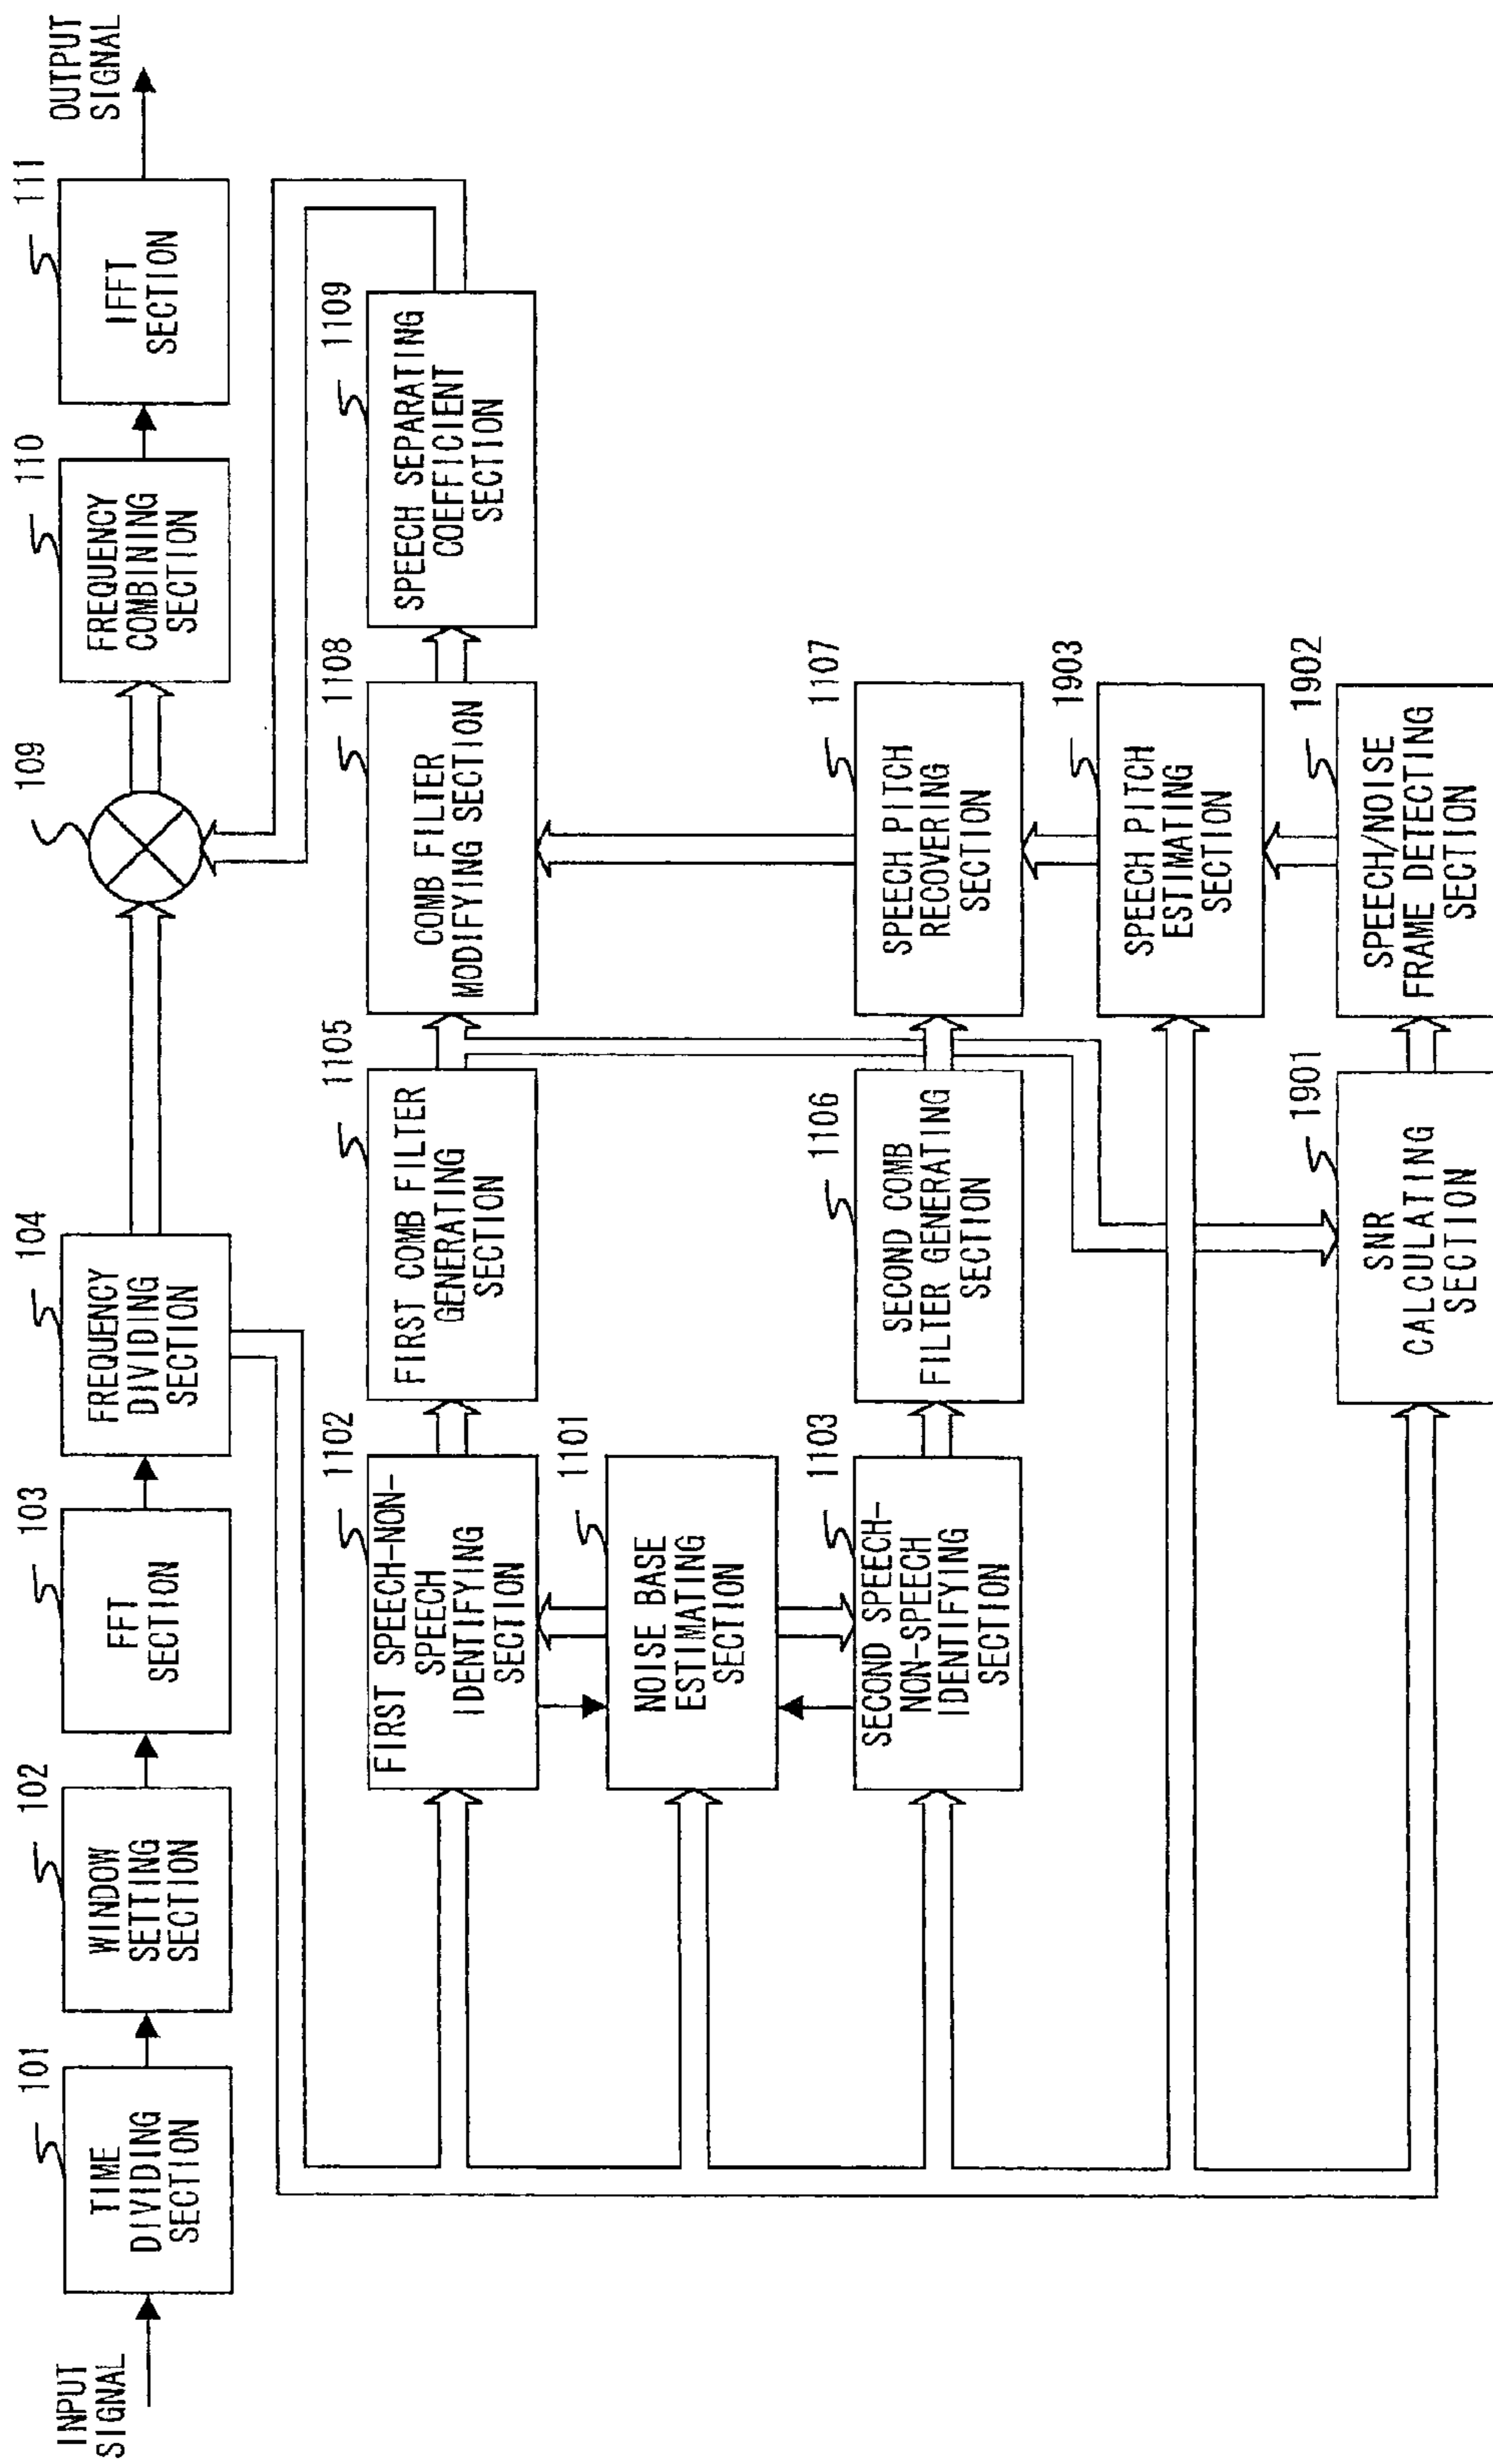 INPUT
SIGNAL
101
TIME
DIVIDING
SECTION
102
WINDOW
SETTING
SECTION
103
FFT
SECTION
104
FREQUENCY
DIVIDING
SECTION
109
110
FREQUENCY
COMBINING
SECTION
111
IFFT
SECTION
OUTPUT
SIGNAL
1102
FIRST SPEECH-NON-
SPEECH
IDENTIFYING
SECTION
1105
FIRST COMB FILTER
GENERATING
SECTION
1108
COMB FILTER
MODIFYING SECTION
1109
SPEECH SEPARATING
COEFFICIENT
SECTION
1101
NOISE BASE
ESTIMATING
SECTION
1103
SECOND SPEECH-
NON-SPEECH
IDENTIFYING
SECTION
1106
SECOND COMB
FILTER GENERATING
SECTION
1107
SPEECH PITCH
RECOVERING
SECTION
1903
SPEECH PITCH
ESTIMATING
SECTION
1901
SNR
CALCULATING
SECTION
1902
SPEECH/NOISE
FRAME DETECTING
SECTION